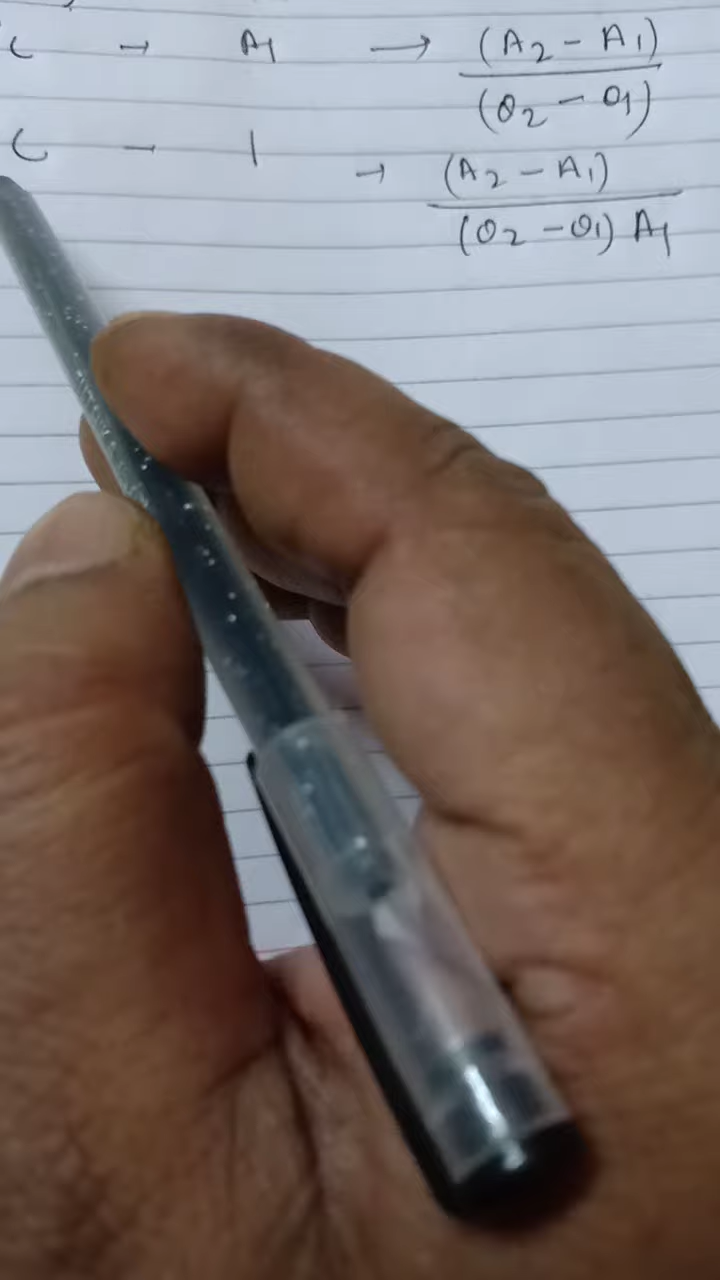 C - A1 → (A2 - A1) / (θ2 - θ1)
C - 1 → (A2 - A1) / (θ2 - θ1) A1